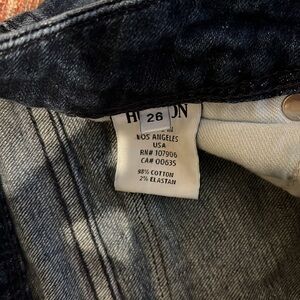 26
LOS ANGELES
USA
RN# 107906
CA# 00635
98% COTTON
2% ELASTAN